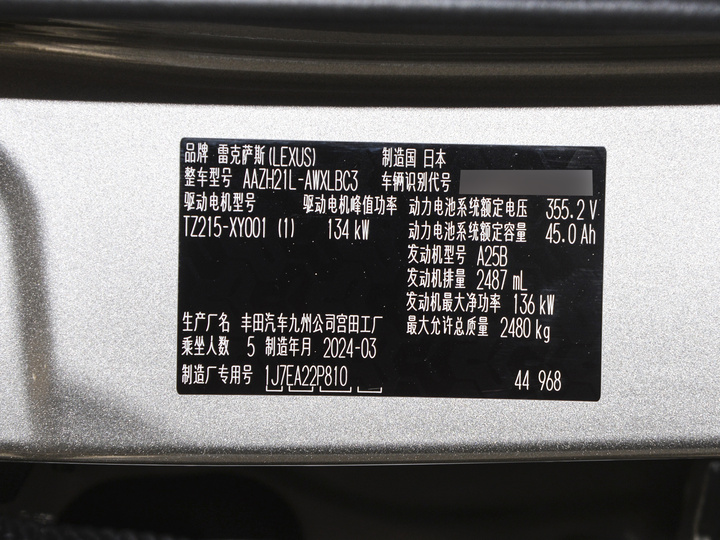 品牌 雷克萨斯(LEXUS) 制造国 日本
整车型号 AAZH21L-AWXLBC3 车辆识别代号
驱动电机型号 驱动电机峰值功率 动力电池系统额定电压 355.2 V
TZ215-XY001 (1) 134 kW 动力电池系统额定容量 45.0 Ah
发动机型号 A25B
发动机排量 2487 mL
发动机最大净功率 136 kW
生产厂名 丰田汽车九州公司宫田工厂 最大允许总质量 2480 kg
乘坐人数 5 制造年月 2024-03
制造厂专用号 1J7EA22P810 44 968